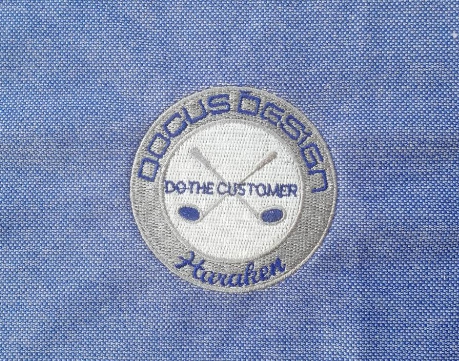 DOCUS DESIGN
DO THE CUSTOMER
Haraken